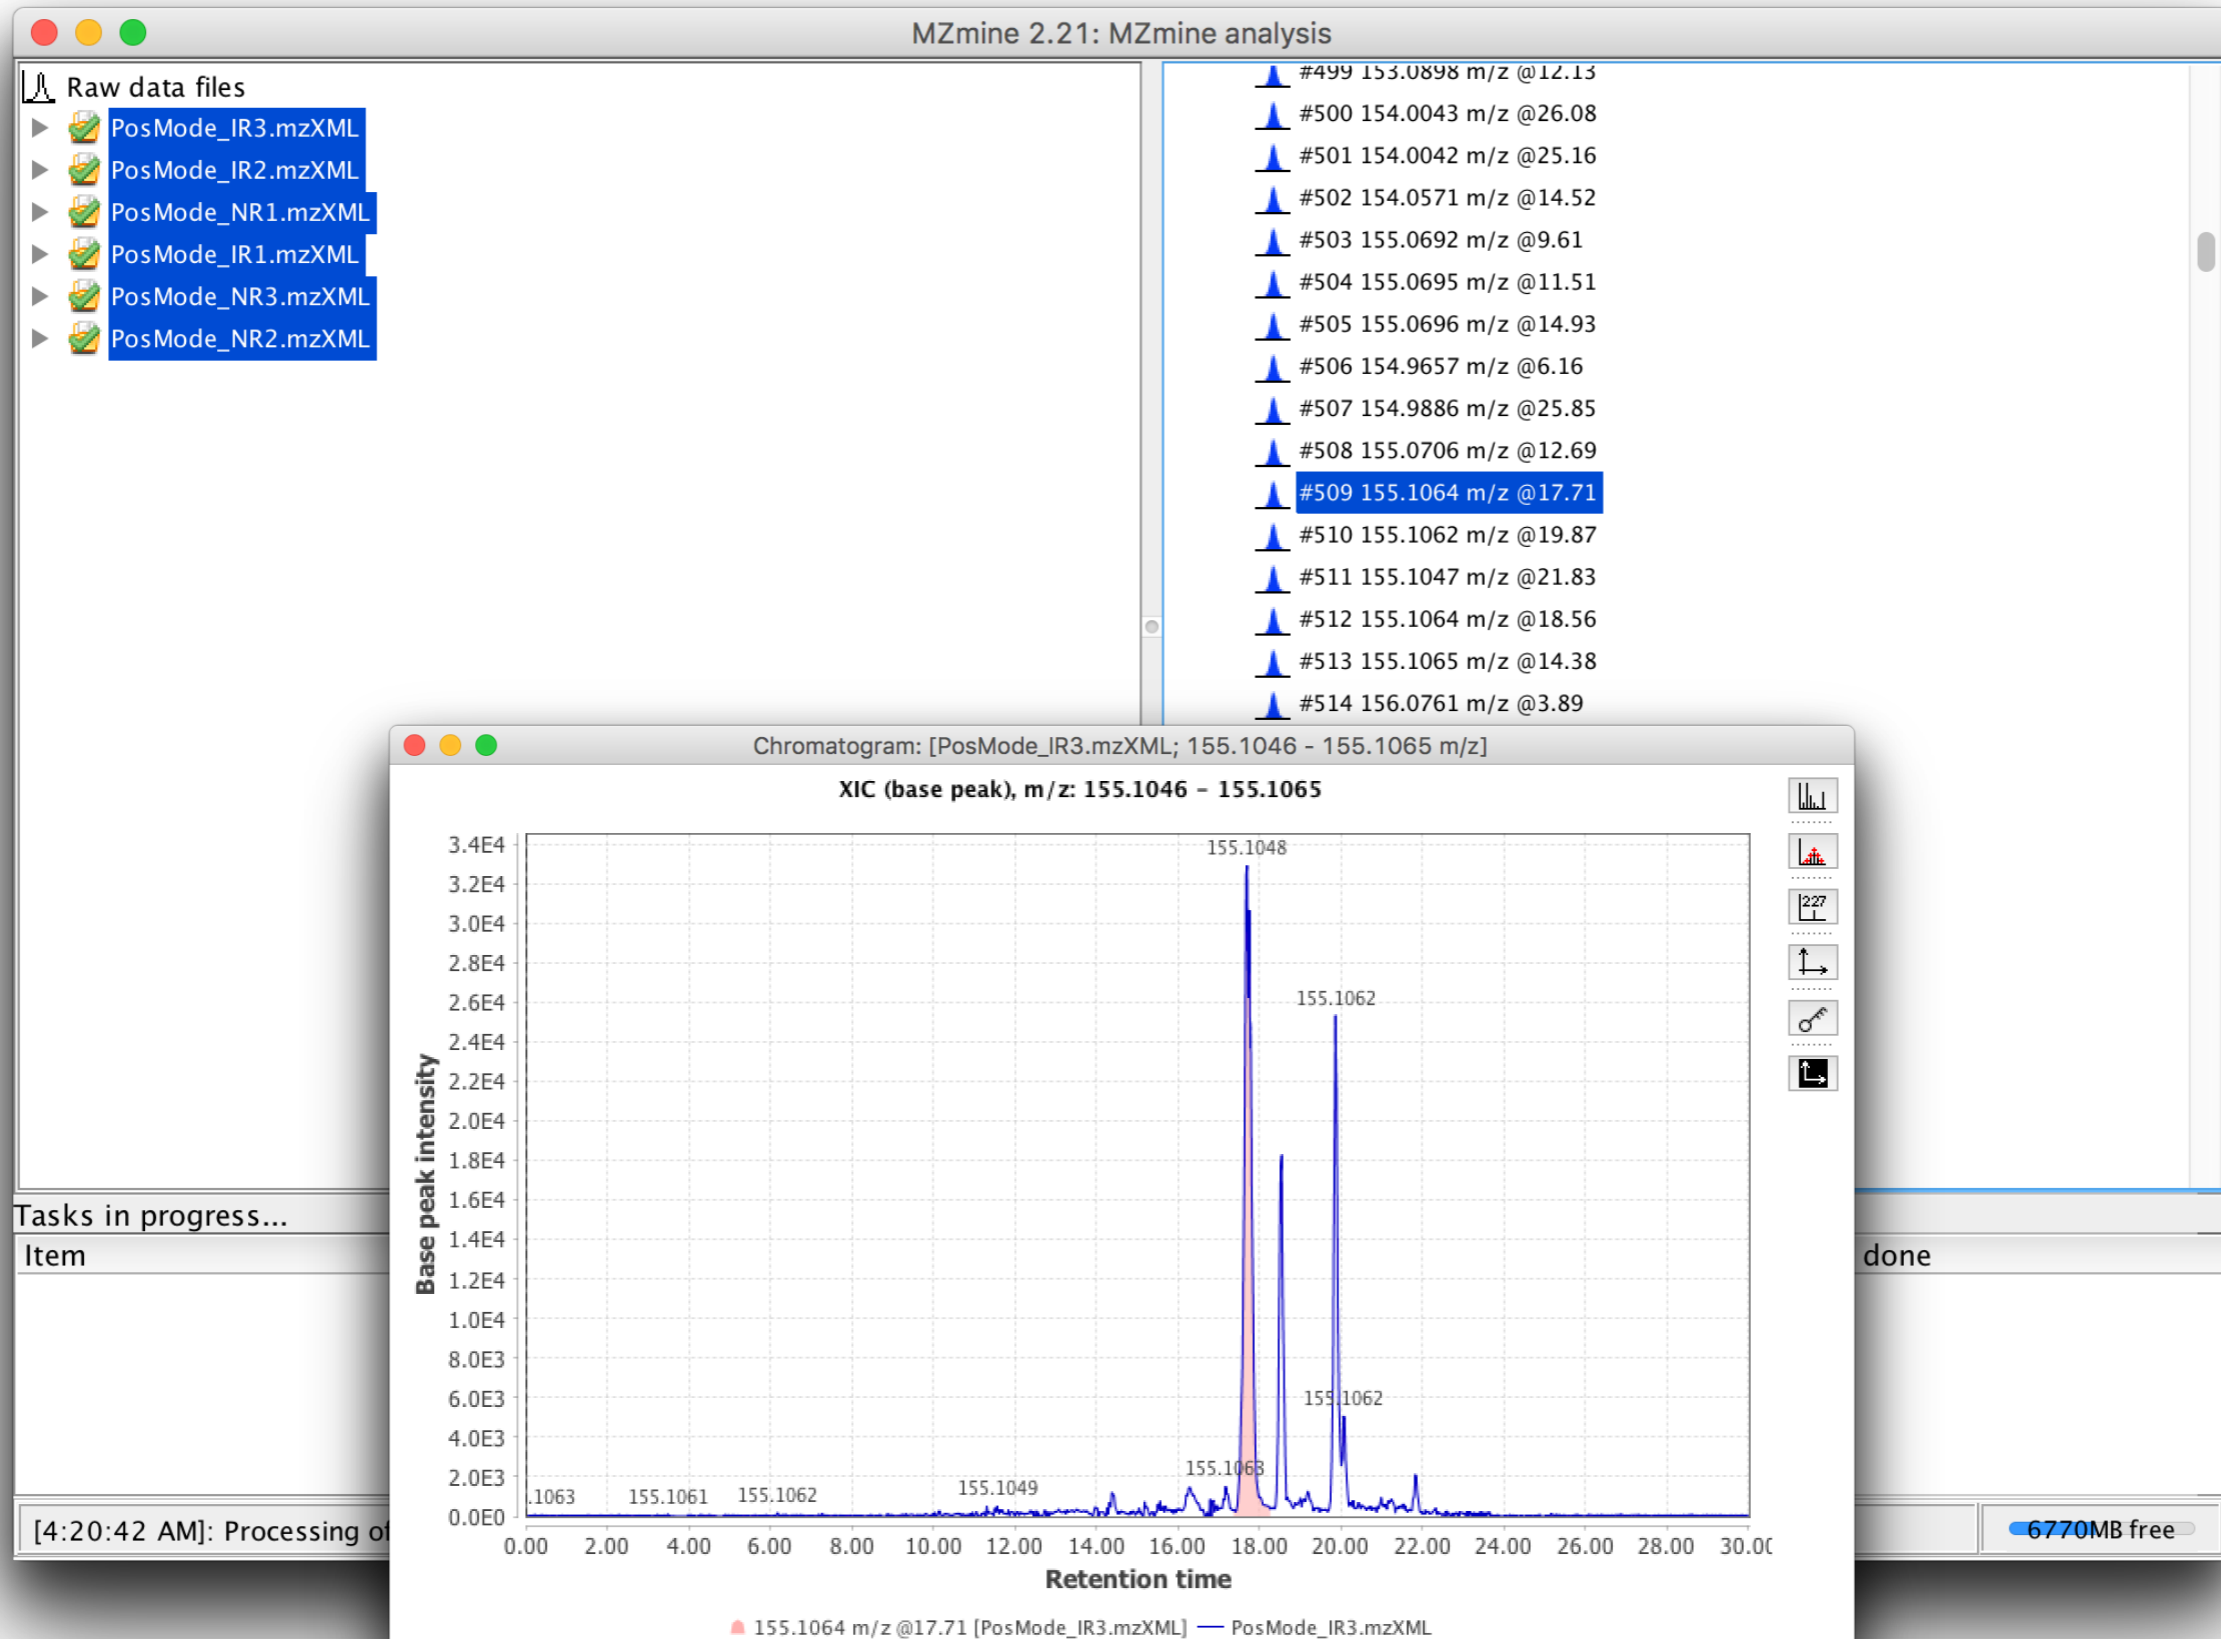 MZmine 2.21: MZmine analysis
Raw data files
PosMode_IR3.mzXML
PosMode_IR2.mzXML
PosMode_NR1.mzXML
PosMode_IR1.mzXML
PosMode_NR3.mzXML
PosMode_NR2.mzXML
#499 153.0898 m/z @12.13
#500 154.0043 m/z @26.08
#501 154.0042 m/z @25.16
#502 154.0571 m/z @14.52
#503 155.0692 m/z @9.61
#504 155.0695 m/z @11.51
#505 155.0696 m/z @14.93
#506 154.9657 m/z @6.16
#507 154.9886 m/z @25.85
#508 155.0706 m/z @12.69
#509 155.1064 m/z @17.71
#510 155.1062 m/z @19.87
#511 155.1047 m/z @21.83
#512 155.1064 m/z @18.56
#513 155.1065 m/z @14.38
#514 156.0761 m/z @3.89
Chromatogram: [PosMode_IR3.mzXML; 155.1046 - 155.1065 m/z]
XIC (base peak), m/z: 155.1046 - 155.1065
227
Base peak intensity
3.4E4
3.2E4
3.0E4
2.8E4
2.6E4
2.4E4
2.2E4
2.0E4
1.8E4
1.6E4
1.4E4
1.2E4
1.0E4
8.0E3
6.0E3
4.0E3
2.0E3
0.0E0
155.1048
155.1062
155.1062
155.1063
155.1049
.1063
155.1061
155.1062
0.00 2.00 4.00 6.00 8.00 10.00 12.00 14.00 16.00 18.00 20.00 22.00 24.00 26.00 28.00 30.0
Retention time
155.1064 m/z @17.71 [PosMode_IR3.mzXML] PosMode_IR3.mzXML
Tasks in progress...
Item
done
[4:20:42 AM]: Processing of
6770MB free